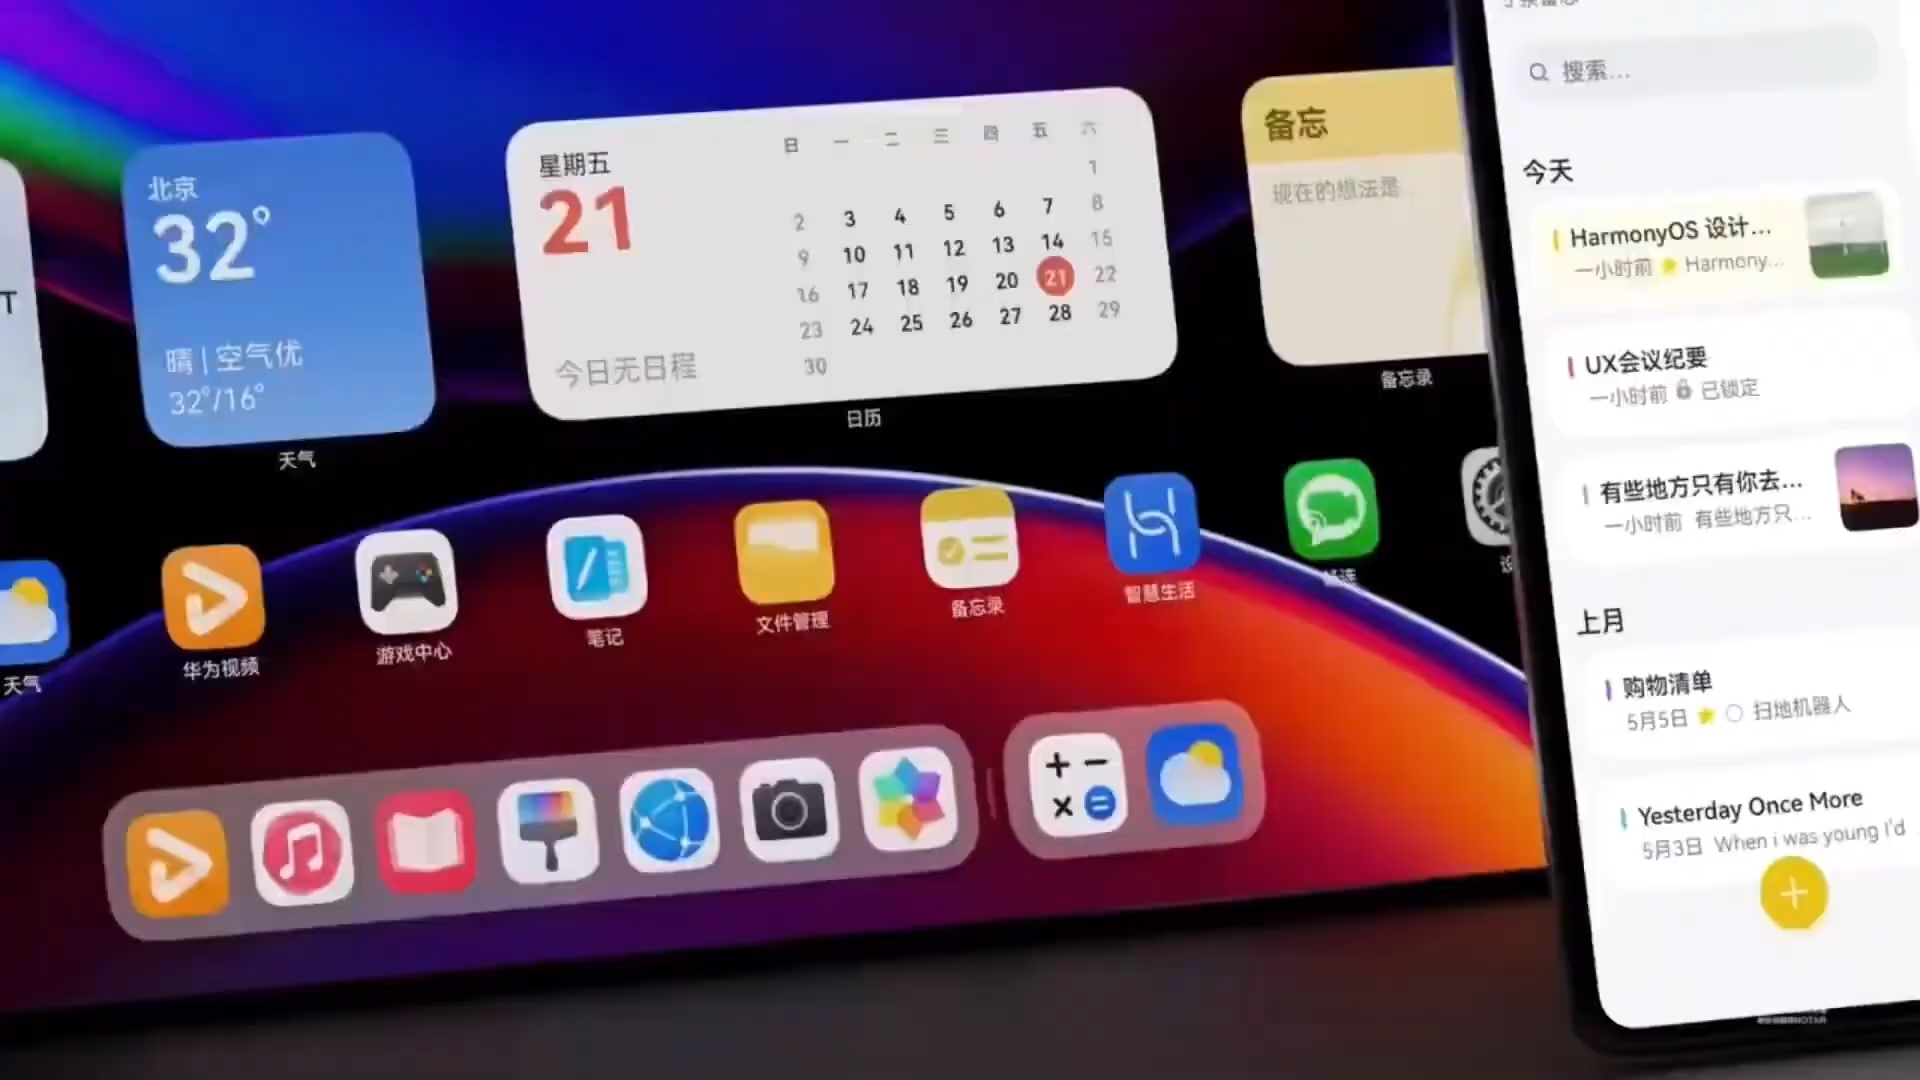 T
北京
32°
晴 | 空气优
32°/16°
天气
星期五
21
今日无日程
日 一 二 三 四 五 六
1
2 3 4 5 6 7 8
9 10 11 12 13 14 15
16 17 18 19 20 21 22
23 24 25 26 27 28 29
30
日历
备忘
现在的想法是
备忘录
天气
华为视频
游戏中心
笔记
文件管理
备忘录
智慧生活
畅连
设
搜索...
今天
HarmonyOS 设计...
一小时前 Harmony...
UX会议纪要
一小时前 已锁定
有些地方只有你去...
一小时前 有些地方只...
上月
购物清单
5月5日 扫地机器人
Yesterday Once More
5月3日 When i was young I'd